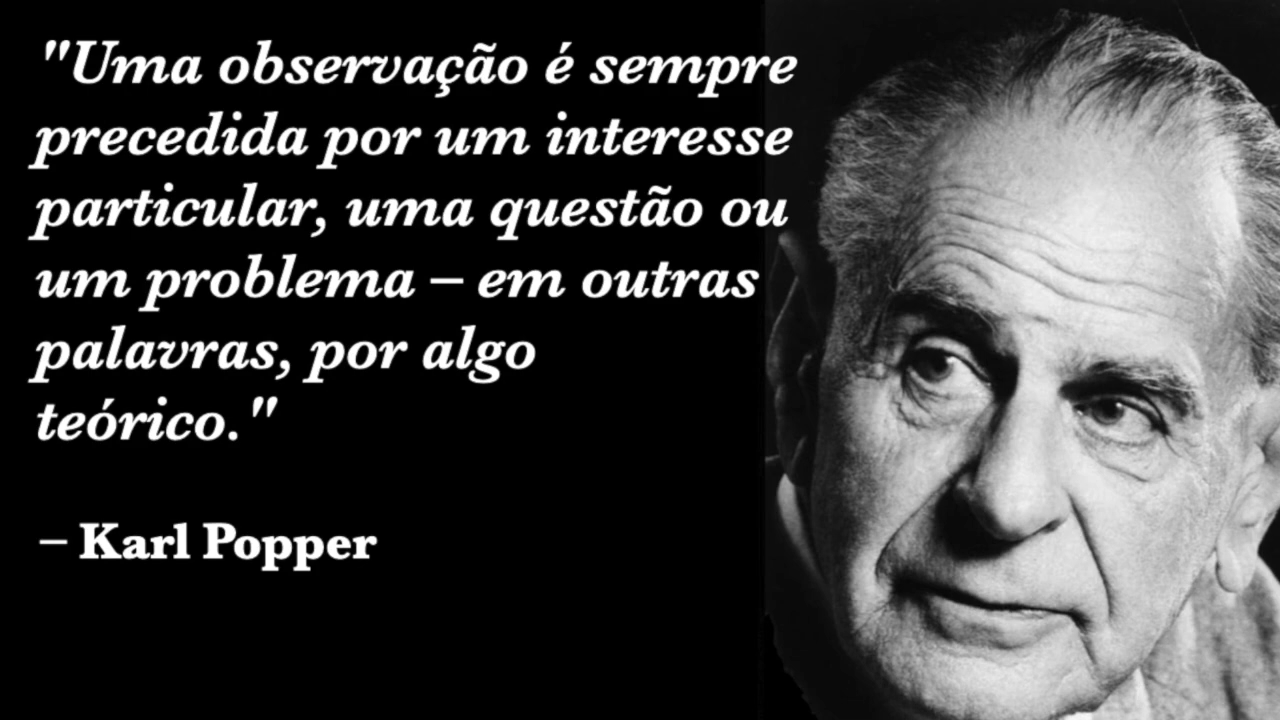 "Uma observação é sempre
precedida por um interesse
particular, uma questão ou
um problema – em outras
palavras, por algo
teórico."
– Karl Popper